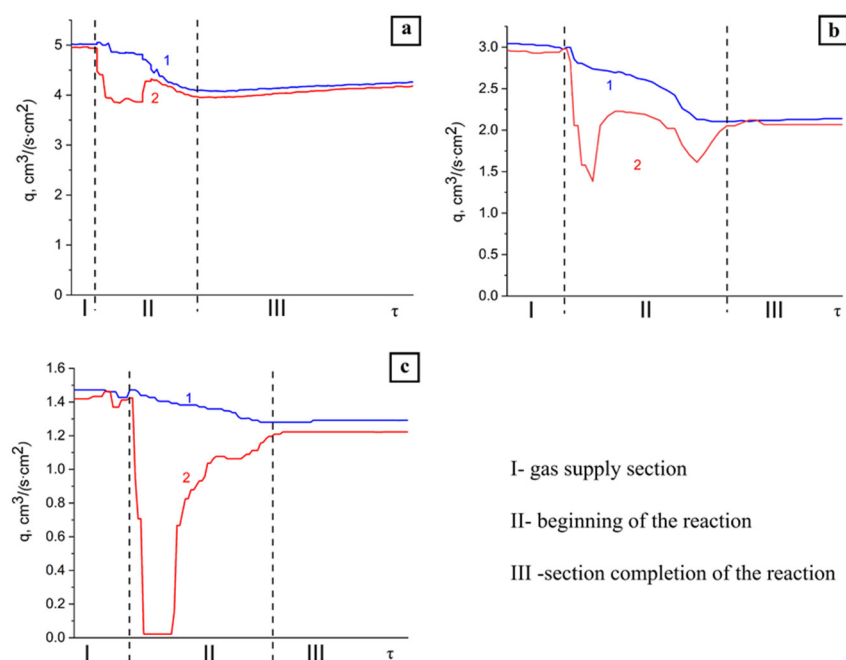 a
q, cm³/(s·cm²)
5
4
3
2
1
0
1
2
I
II
III
τ
b
q, cm³/(s·cm²)
3.0
2.5
2.0
1.5
1.0
0.5
0.0
1
2
I
II
III
τ
c
q, cm³/(s·cm²)
1.6
1.4
1.2
1.0
0.8
0.6
0.4
0.2
0.0
1
2
I
II
III
τ
I- gas supply section
II- beginning of the reaction
III -section completion of the reaction